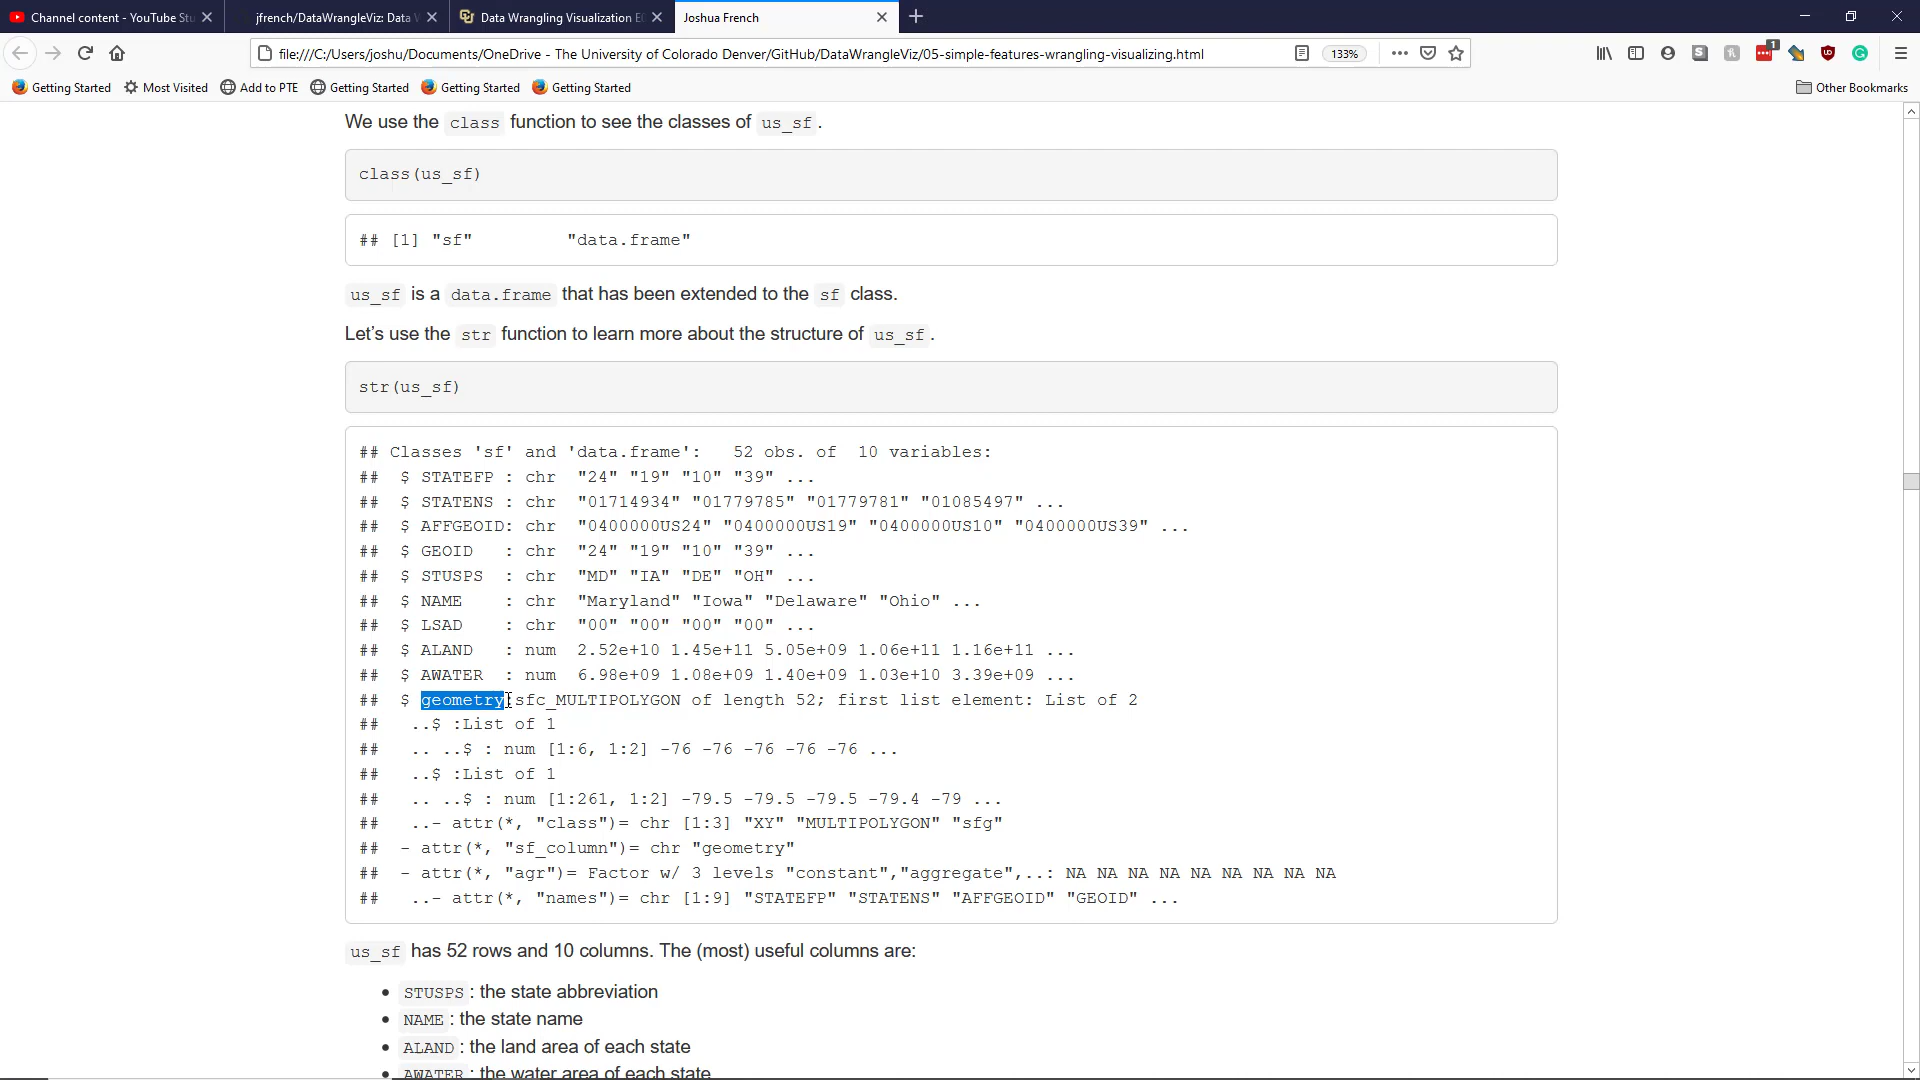 Channel content - YouTube Stu
jfrench/DataWrangleViz: Data W
Data Wrangling Visualization EC
Joshua French
file:///C:/Users/joshu/Documents/OneDrive - The University of Colorado Denver/GitHub/DataWrangleViz/05-simple-features-wrangling-visualizing.html
133%
1
Getting Started
Most Visited
Add to PTE
Getting Started
Getting Started
Getting Started
Other Bookmarks
We use the class function to see the classes of us_sf .
class(us_sf)
## [1] "sf"         "data.frame"
us_sf is a data.frame that has been extended to the sf class.
Let's use the str function to learn more about the structure of us_sf .
str(us_sf)
## Classes 'sf' and 'data.frame':   52 obs. of  10 variables:
##  $ STATEFP : chr  "24" "19" "10" "39" ...
##  $ STATENS : chr  "01714934" "01779785" "01779781" "01085497" ...
##  $ AFFGEOID: chr  "0400000US24" "0400000US19" "0400000US10" "0400000US39" ...
##  $ GEOID   : chr  "24" "19" "10" "39" ...
##  $ STUSPS  : chr  "MD" "IA" "DE" "OH" ...
##  $ NAME    : chr  "Maryland" "Iowa" "Delaware" "Ohio" ...
##  $ LSAD    : chr  "00" "00" "00" "00" ...
##  $ ALAND   : num  2.52e+10 1.45e+11 5.05e+09 1.06e+11 1.16e+11 ...
##  $ AWATER  : num  6.98e+09 1.08e+09 1.40e+09 1.03e+10 3.39e+09 ...
##  $ geometry:sfc_MULTIPOLYGON of length 52; first list element: List of 2
##   ..$ :List of 1
##   .. ..$ : num [1:6, 1:2] -76 -76 -76 -76 -76 ...
##   ..$ :List of 1
##   .. ..$ : num [1:261, 1:2] -79.5 -79.5 -79.5 -79.4 -79 ...
##   ..- attr(*, "class")= chr [1:3] "XY" "MULTIPOLYGON" "sfg"
##  - attr(*, "sf_column")= chr "geometry"
##  - attr(*, "agr")= Factor w/ 3 levels "constant","aggregate",..: NA NA NA NA NA NA NA NA NA
##   ..- attr(*, "names")= chr [1:9] "STATEFP" "STATENS" "AFFGEOID" "GEOID" ...
us_sf has 52 rows and 10 columns. The (most) useful columns are:
• STUSPS : the state abbreviation
• NAME : the state name
• ALAND : the land area of each state
• AWATER : the water area of each state